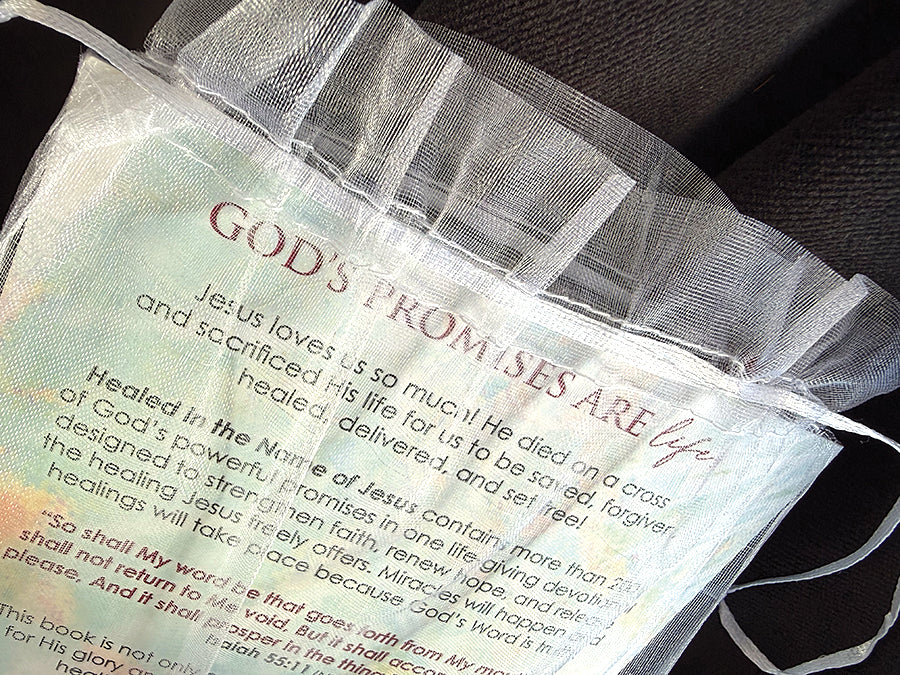 GOD'S PROMISES ARE life
Jesus loves us so much! He died on a cross
and sacrificed His life for us to be saved, forgiven,
healed, delivered, and set free!
Healed in the Name of Jesus contains more than
of God's powerful promises in one life giving devotional
designed to strengthen faith, renew hope, and release
the healing Jesus freely offers. Miracles will happen and
healings will take place because God's Word is
"So shall My word be that goes forth from My
shall not return to Me void, But it shall
please, And it shall prosper in the thing
Isaiah 55:11
This book is not only
for His glory